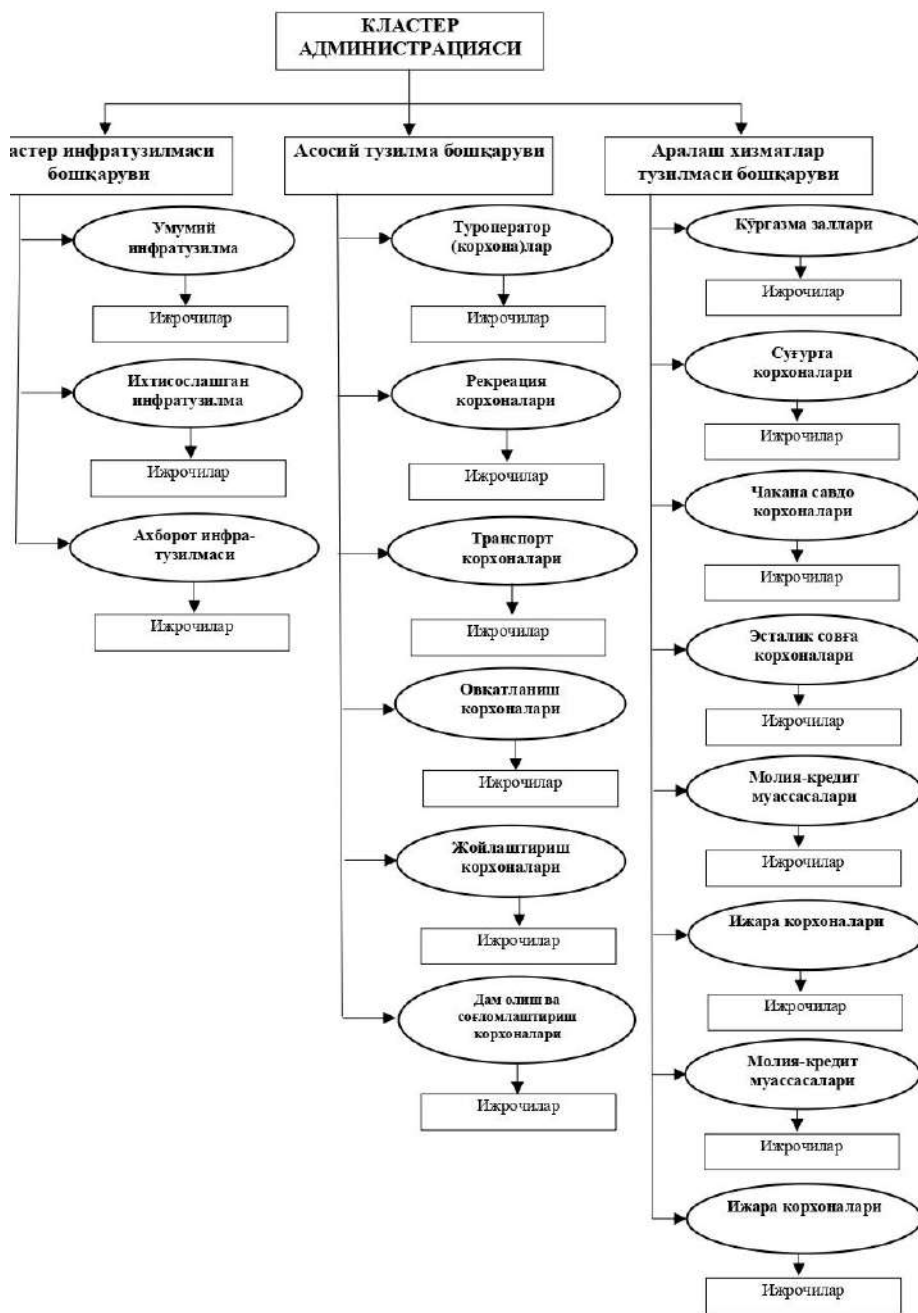 КЛАСТЕР
АДМИНИСТРАЦИЯСИ
астер инфратузилмаси
бошқаруви
Умумий
инфратузилма
Ижрочилар
Ихтисослашган
инфратузилма
Ижрочилар
Ахборот инфра-
тузилмаси
Ижрочилар
Асосий тузилма бошқаруви
Туроператор
(корхона)лар
Ижрочилар
Рекреация
корхоналари
Ижрочилар
Транспорт
корхоналари
Ижрочилар
Овқатланиш
корхоналари
Ижрочилар
Жойлаштириш
корхоналари
Ижрочилар
Дам олиш ва
соғломлаштириш
корхоналари
Ижрочилар
Аралаш хизматлар
тузилмаси бошқаруви
Кўргазма заллари
Ижрочилар
Суғурта
корхоналари
Ижрочилар
Чакана савдо
корхоналари
Ижрочилар
Эсталик совға
корхоналари
Ижрочилар
Молия-кредит
муассасалари
Ижрочилар
Ижара корхоналари
Ижрочилар
Молия-кредит
муассасалари
Ижрочилар
Ижара корхоналари
Ижрочилар